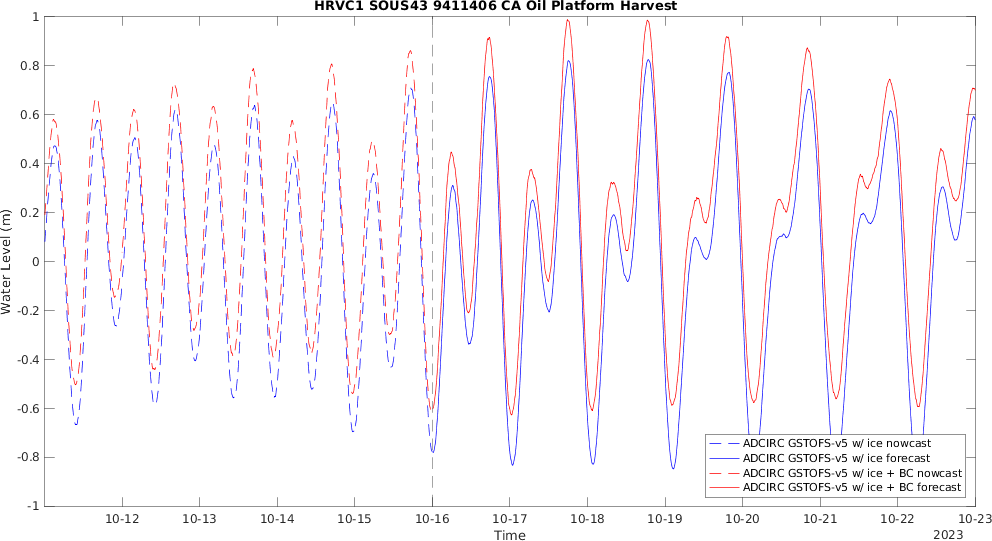 HRVC1 SOUS43 9411406 CA Oil Platform Harvest
Water Level (m)
1
0.8
0.6
0.4
0.2
0
-0.2
-0.4
-0.6
-0.8
-1
ADCIRC GSTOFS-v5 w/ ice nowcast
ADCIRC GSTOFS-v5 w/ ice forecast
ADCIRC GSTOFS-v5 w/ ice + BC nowcast
ADCIRC GSTOFS-v5 w/ ice + BC forecast
10-12 10-13 10-14 10-15 10-16 10-17 10-18 10-19 10-20 10-21 10-22 10-23
Time
2023